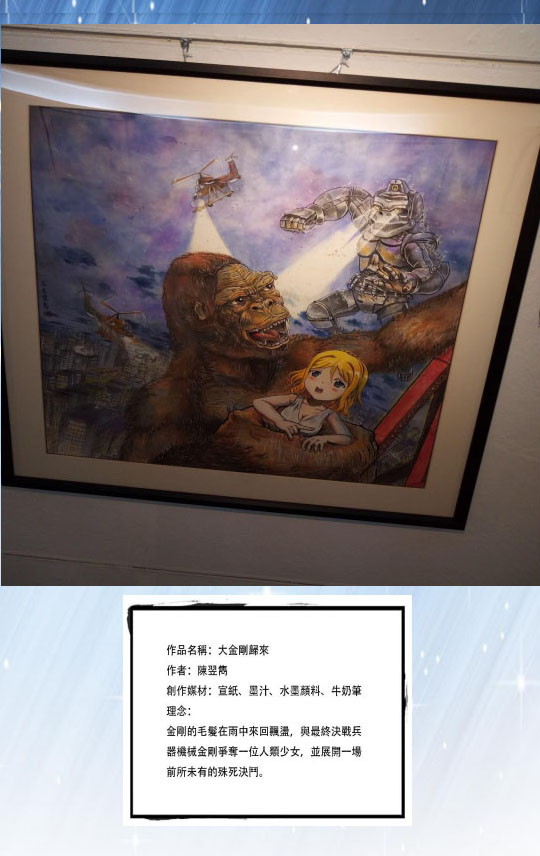 作品名稱：大金剛歸來
作者：陳翌雋
創作媒材：宣紙、墨汁、水墨顏料、牛奶筆
理念：
金剛的毛髮在雨中來回飄盪，與最終決戰兵
器機械金剛爭奪一位人類少女，並展開一場
前所未有的殊死決鬥。